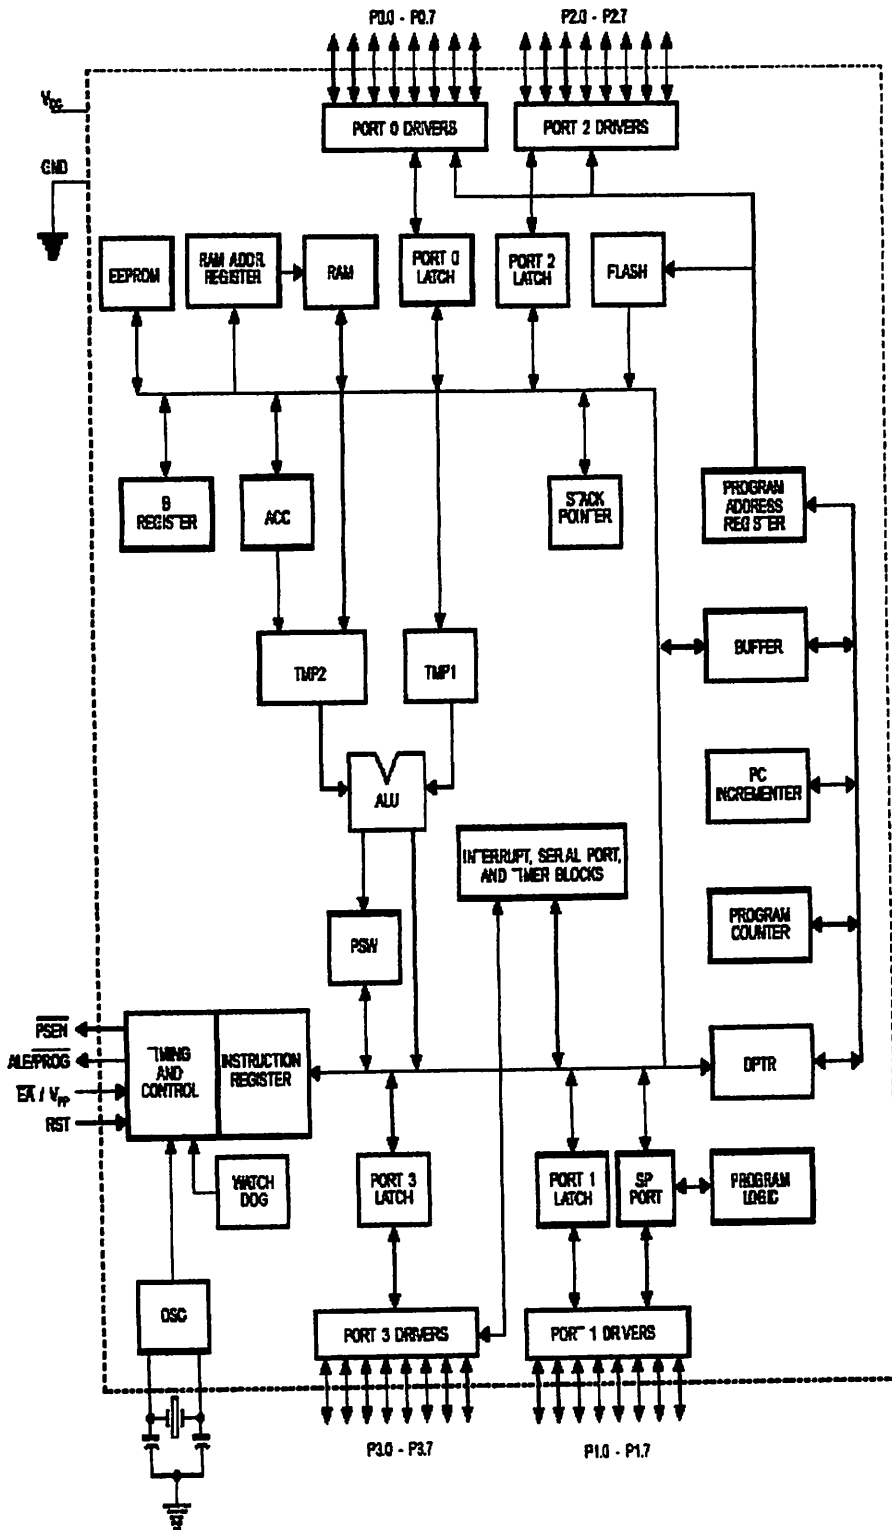 P0.0 - P0.7
P2.0 - P2.7
VCC
GND
PORT 0 DRIVERS
PORT 2 DRIVERS
EEPROM
RAM ADDR.
REGISTER
RAM
PORT 0
LATCH
PORT 2
LATCH
FLASH
B
REGISTER
ACC
STACK
POINTER
PROGRAM
ADDRESS
REGISTER
TMP2
TMP1
BUFFER
ALU
PC
INCREMENTER
INTERRUPT, SERIAL PORT,
AND TIMER BLOCKS
PSW
PROGRAM
COUNTER
PSEN
ALE/PROG
EA / VPP
RST
TIMING
AND
CONTROL
INSTRUCTION
REGISTER
DPTR
WATCH
DOG
PORT 3
LATCH
PORT 1
LATCH
SPI
PORT
PROGRAM
LOGIC
OSC
PORT 3 DRIVERS
PORT 1 DRIVERS
P3.0 - P3.7
P1.0 - P1.7